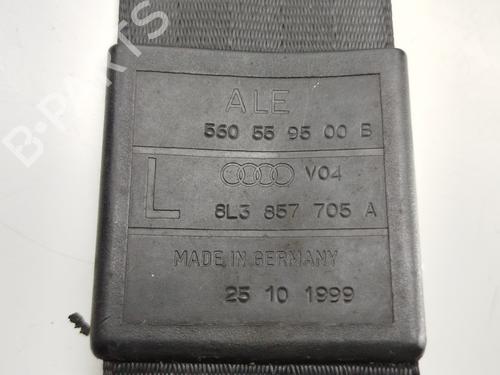 ALE
560 55 95 00 B
L V04
8L3 857 705 A
MADE IN GERMANY
25 10 1999
B-PARTS